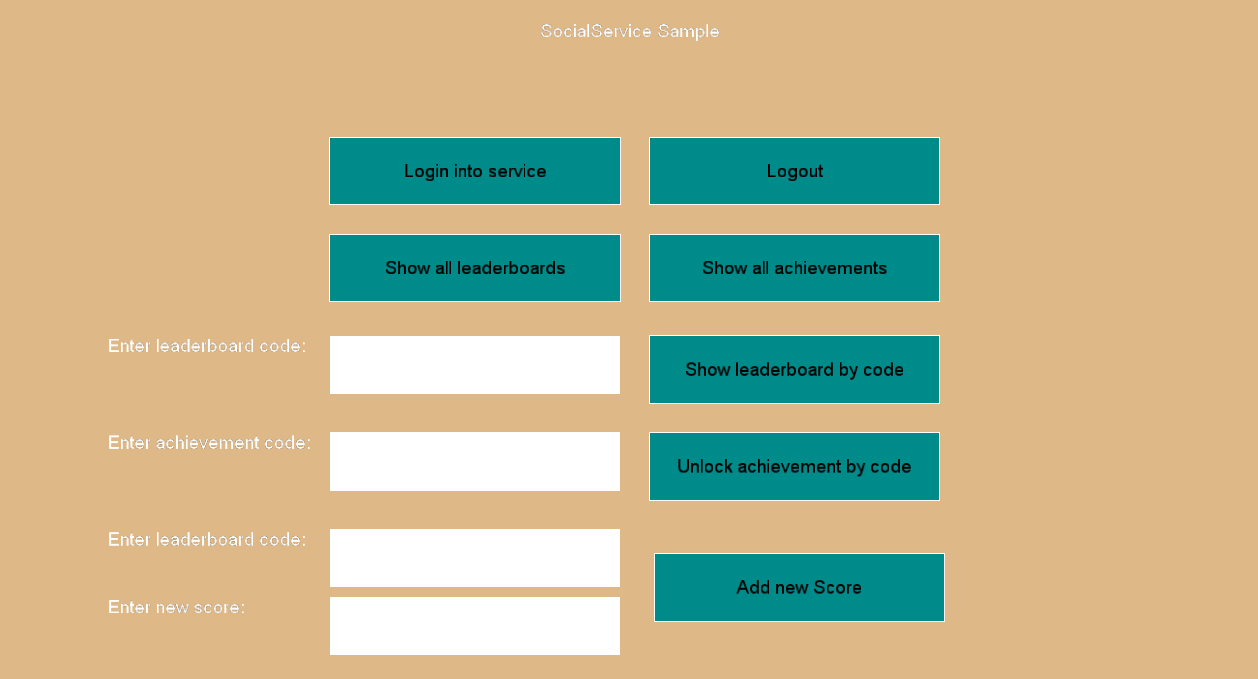 SocialService Sample
Login into service
Logout
Show all leaderboards
Show all achievements
Enter leaderboard code:
Show leaderboard by code
Enter achievement code:
Unlock achievement by code
Enter leaderboard code:
Add new Score
Enter new score: